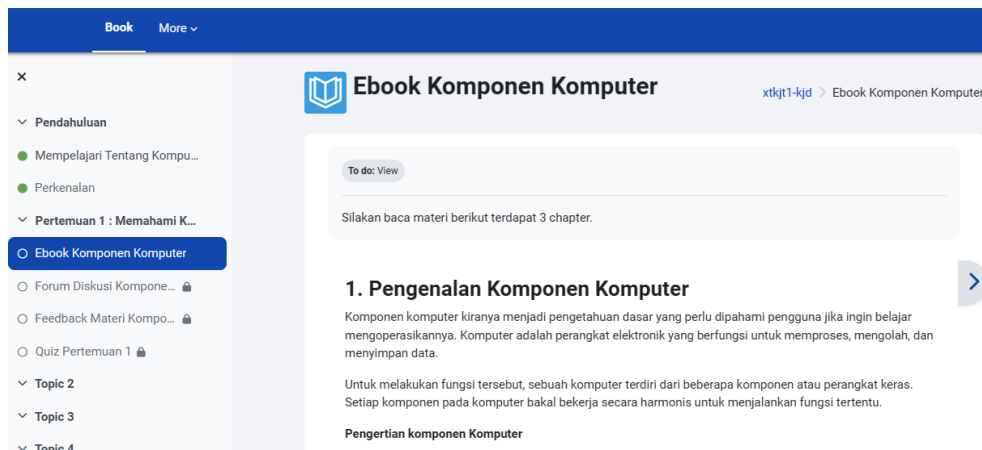 Book More
Pendahuluan
Mempelajari Tentang Kompu...
Perkenalan
Pertemuan 1 : Memahami K...
Ebook Komponen Komputer
Forum Diskusi Kompone...
Feedback Materi Kompo...
Quiz Pertemuan 1
Topic 2
Topic 3
Topic 4
Ebook Komponen Komputer
xtkjt1-kjd > Ebook Komponen Komputer
To do: View
Silakan baca materi berikut terdapat 3 chapter.
1. Pengenalan Komponen Komputer
Komponen komputer kiranya menjadi pengetahuan dasar yang perlu dipahami pengguna jika ingin belajar
mengoperasikannya. Komputer adalah perangkat elektronik yang berfungsi untuk memproses, mengolah, dan
menyimpan data.
Untuk melakukan fungsi tersebut, sebuah komputer terdiri dari beberapa komponen atau perangkat keras.
Setiap komponen pada komputer bakal bekerja secara harmonis untuk menjalankan fungsi tertentu.
Pengertian komponen Komputer